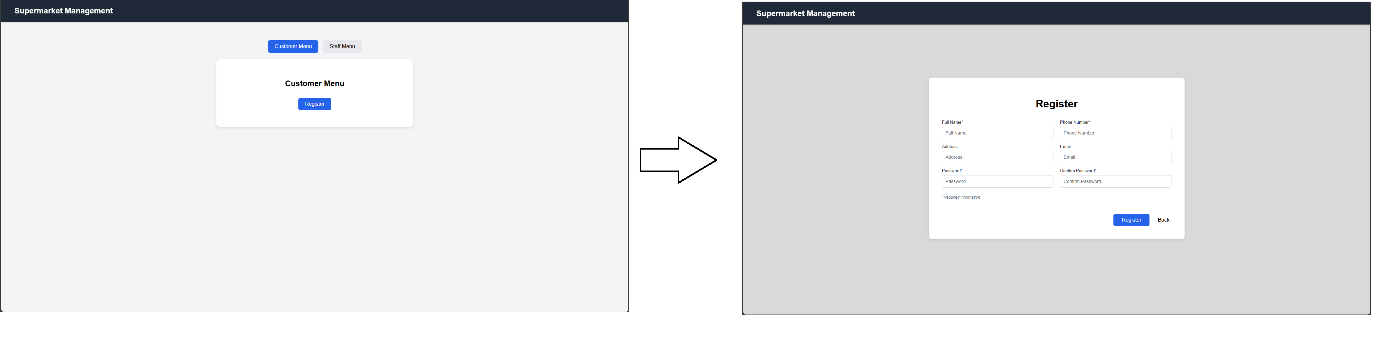 Supermarket Management
Customer Menu
Staff Menu
Customer Menu
Register
Supermarket Management
Register
Full Name*
Phone Number*
Full Name
Phone Number
Address
Email
Address
Email
Password*
Confirm Password*
Password
Confirm Password
Register
Back